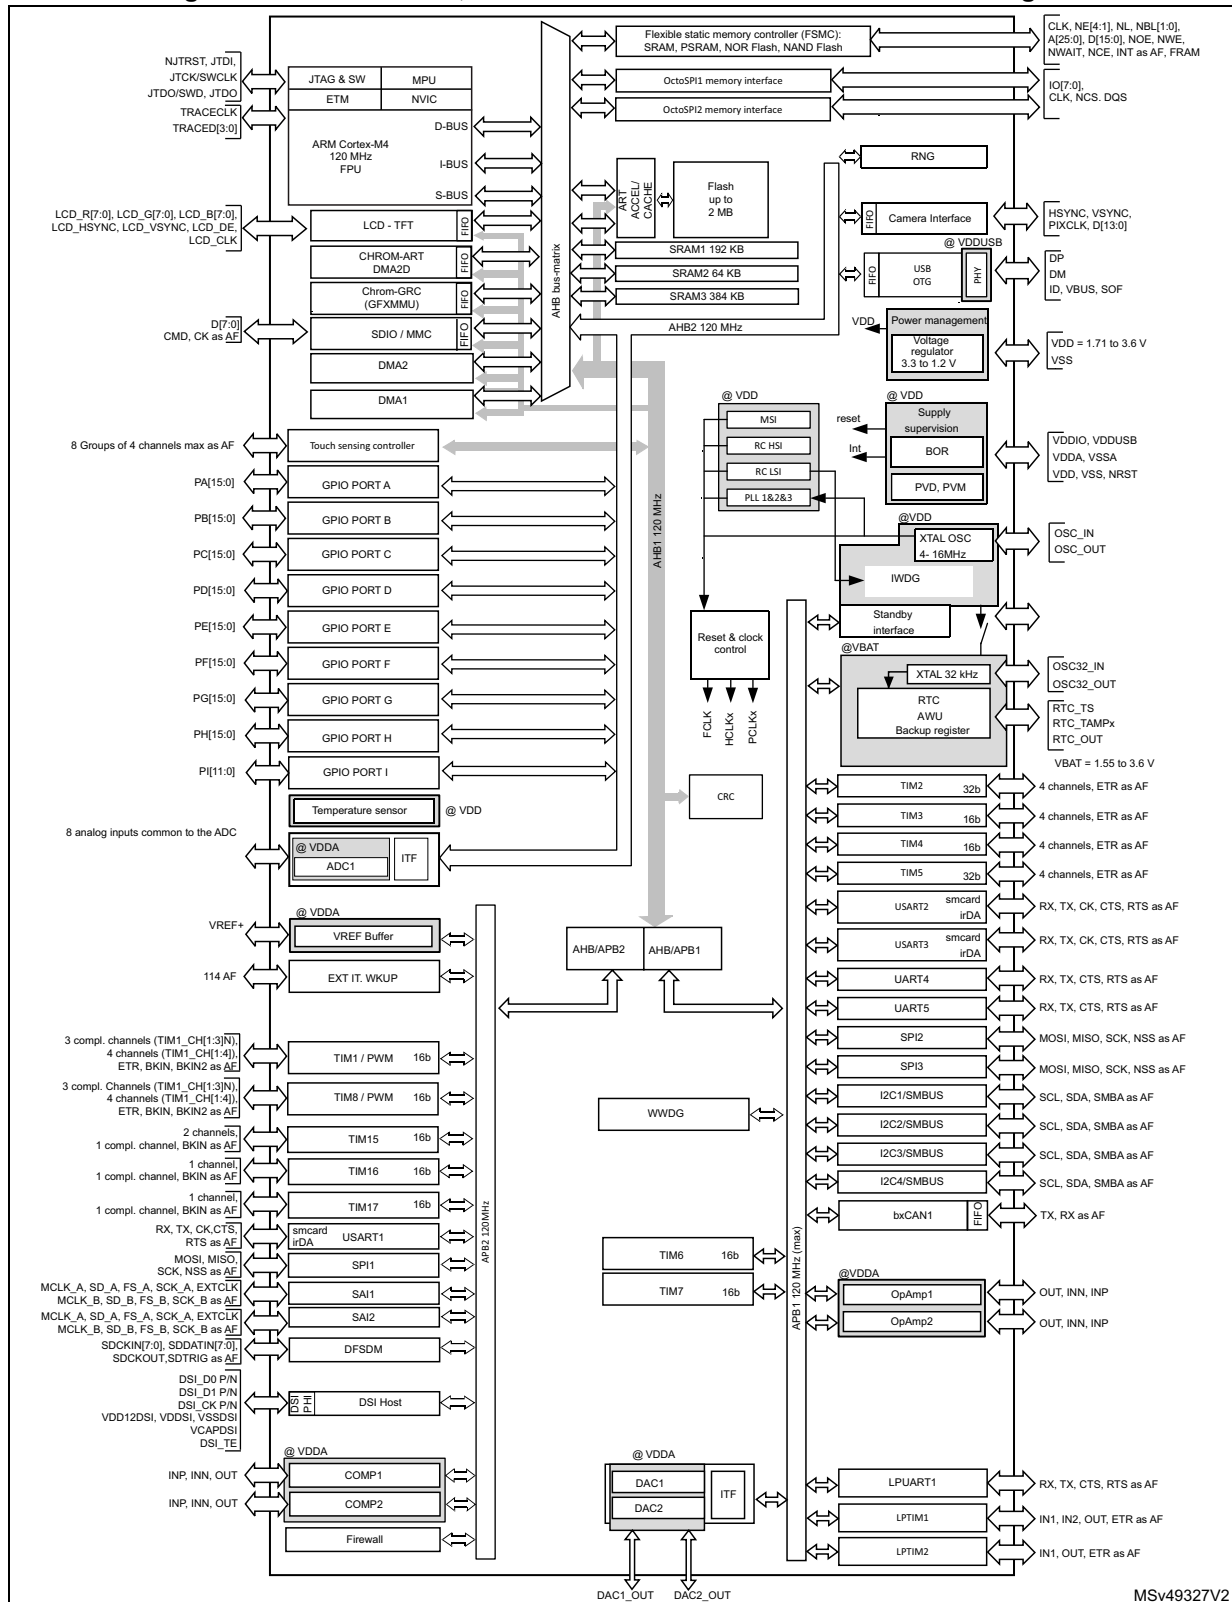 Flexible static memory controller (FSMC):
SRAM, PSRAM, NOR Flash, NAND Flash
CLK, NE[4:1], NL, NBL[1:0],
A[25:0], D[15:0], NOE, NWE,
NWAIT, NCE, INT as AF, FRAM
NJTRST, JTDI,
JTCK/SWCLK
JTDO/SWD, JTDO
JTAG & SW
MPU
ETM
NVIC
OctoSPI1 memory interface
OctoSPI2 memory interface
IO[7:0],
CLK, NCS. DQS
TRACECLK
TRACED[3:0]
ARM Cortex-M4
120 MHz
FPU
D-BUS
I-BUS
S-BUS
AHB bus-matrix
ART
ACCEL/
CACHE
Flash
up to
2 MB
RNG
LCD_R[7:0], LCD_G[7:0], LCD_B[7:0],
LCD_HSYNC, LCD_VSYNC, LCD_DE,
LCD_CLK
LCD - TFT
FIFO
FIFO
Camera Interface
HSYNC, VSYNC,
PIXCLK, D[13:0]
CHROM-ART
DMA2D
FIFO
SRAM1 192 KB
SRAM2 64 KB
SRAM3 384 KB
@ VDDUSB
FIFO
USB
OTG
PHY
DP
DM
ID, VBUS, SOF
Chrom-GRC
(GFXMMU)
FIFO
D[7:0]
CMD, CK as AF
SDIO / MMC
FIFO
AHB2 120 MHz
VDD
Power management
Voltage
regulator
3.3 to 1.2 V
VDD = 1.71 to 3.6 V
VSS
DMA2
DMA1
@ VDD
MSI
RC HSI
RC LSI
PLL 1&2&3
@ VDD
reset
Int
Supply
supervision
BOR
PVD, PVM
VDDIO, VDDUSB
VDDA, VSSA
VDD, VSS, NRST
8 Groups of 4 channels max as AF
Touch sensing controller
PA[15:0]
GPIO PORT A
PB[15:0]
GPIO PORT B
PC[15:0]
GPIO PORT C
PD[15:0]
GPIO PORT D
PE[15:0]
GPIO PORT E
PF[15:0]
GPIO PORT F
PG[15:0]
GPIO PORT G
PH[15:0]
GPIO PORT H
PI[11:0]
GPIO PORT I
AHB1 120 MHz
@VDD
XTAL OSC
4- 16MHz
IWDG
OSC_IN
OSC_OUT
Standby
interface
Reset & clock
control
FCLK
HCLKx
PCLKx
@VBAT
XTAL 32 kHz
RTC
AWU
Backup register
OSC32_IN
OSC32_OUT
RTC_TS
RTC_TAMPx
RTC_OUT
VBAT = 1.55 to 3.6 V
Temperature sensor
@ VDD
CRC
8 analog inputs common to the ADC
@ VDDA
ADC1
ITF
TIM2
32b
4 channels, ETR as AF
TIM3
16b
4 channels, ETR as AF
TIM4
16b
4 channels, ETR as AF
TIM5
32b
4 channels, ETR as AF
USART2
smcard
irDA
RX, TX, CK, CTS, RTS as AF
USART3
smcard
irDA
RX, TX, CK, CTS, RTS as AF
UART4
RX, TX, CTS, RTS as AF
UART5
RX, TX, CTS, RTS as AF
SPI2
MOSI, MISO, SCK, NSS as AF
SPI3
MOSI, MISO, SCK, NSS as AF
I2C1/SMBUS
SCL, SDA, SMBA as AF
I2C2/SMBUS
SCL, SDA, SMBA as AF
I2C3/SMBUS
SCL, SDA, SMBA as AF
I2C4/SMBUS
SCL, SDA, SMBA as AF
bxCAN1
FIFO
TX, RX as AF
@VDDA
OpAmp1
OUT, INN, INP
OpAmp2
OUT, INN, INP
LPUART1
RX, TX, CTS, RTS as AF
LPTIM1
IN1, IN2, OUT, ETR as AF
LPTIM2
IN1, OUT, ETR as AF
APB1 120 MHz (max)
AHB/APB2
AHB/APB1
WWDG
TIM6
16b
TIM7
16b
@ VDDA
DAC1
DAC2
ITF
DAC1_OUT
DAC2_OUT
VREF+
@ VDDA
VREF Buffer
114 AF
EXT IT. WKUP
APB2 120MHz
3 compl. channels (TIM1_CH[1:3]N),
4 channels (TIM1_CH[1:4]),
ETR, BKIN, BKIN2 as AF
TIM1 / PWM
16b
3 compl. Channels (TIM1_CH[1:3]N),
4 channels (TIM1_CH[1:4]),
ETR, BKIN, BKIN2 as AF
TIM8 / PWM
16b
2 channels,
1 compl. channel, BKIN as AF
TIM15
16b
1 channel,
1 compl. channel, BKIN as AF
TIM16
16b
1 channel,
1 compl. channel, BKIN as AF
TIM17
16b
RX, TX, CK,CTS,
RTS as AF
smcard
irDA
USART1
MOSI, MISO,
SCK, NSS as AF
SPI1
MCLK_A, SD_A, FS_A, SCK_A, EXTCLK
MCLK_B, SD_B, FS_B, SCK_B as AF
SAI1
MCLK_A, SD_A, FS_A, SCK_A, EXTCLK
MCLK_B, SD_B, FS_B, SCK_B as AF
SAI2
SDCKIN[7:0], SDDATIN[7:0],
SDCKOUT,SDTRIG as AF
DFSDM
DSI_D0 P/N
DSI_D1 P/N
DSI_CK P/N
VDD12DSI, VDDSI, VSSDSI
VCAPDSI
DSI_TE
DSI
PHI
DSI Host
@ VDDA
INP, INN, OUT
COMP1
INP, INN, OUT
COMP2
Firewall
MSv49327V2